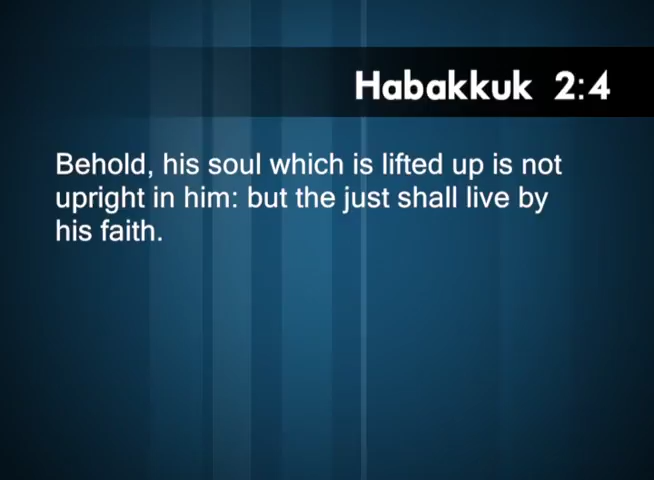 Habakkuk 2:4
Behold, his soul which is lifted up is not
upright in him: but the just shall live by
his faith.